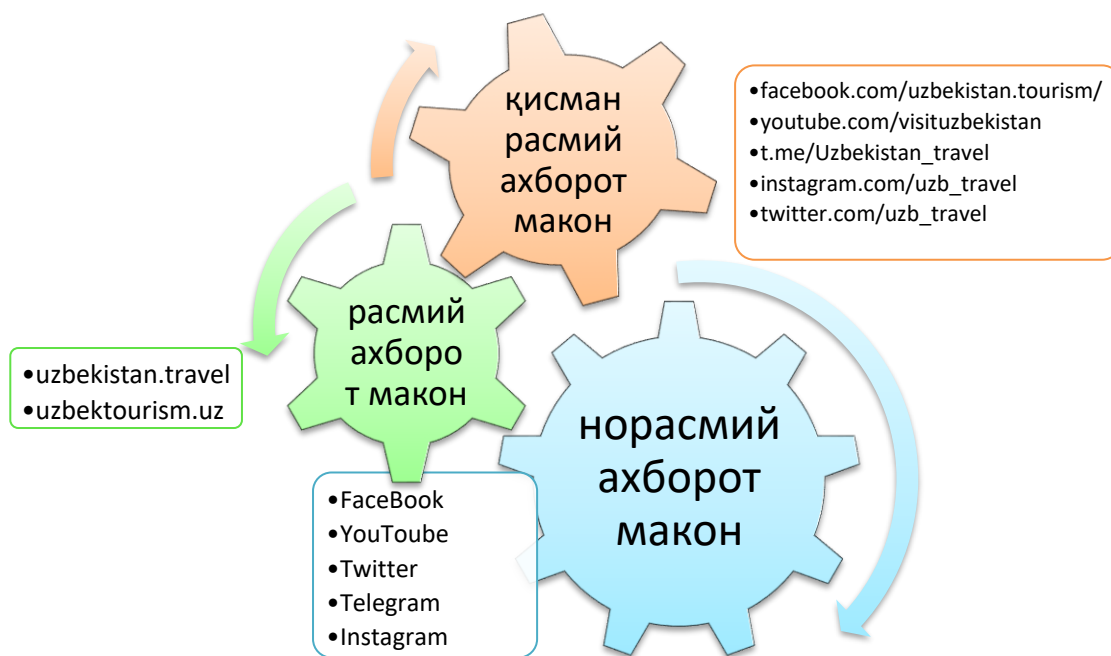 қисман
расмий
ахборот
макон
•facebook.com/uzbekistan.tourism/
•youtube.com/visituzbekistan
•t.me/Uzbekistan_travel
•instagram.com/uzb_travel
•twitter.com/uzb_travel
расмий
ахборо
т макон
•uzbekistan.travel
•uzbektourism.uz
норасмий
ахборот
макон
•FaceBook
•YouToube
•Twitter
•Telegram
•Instagram